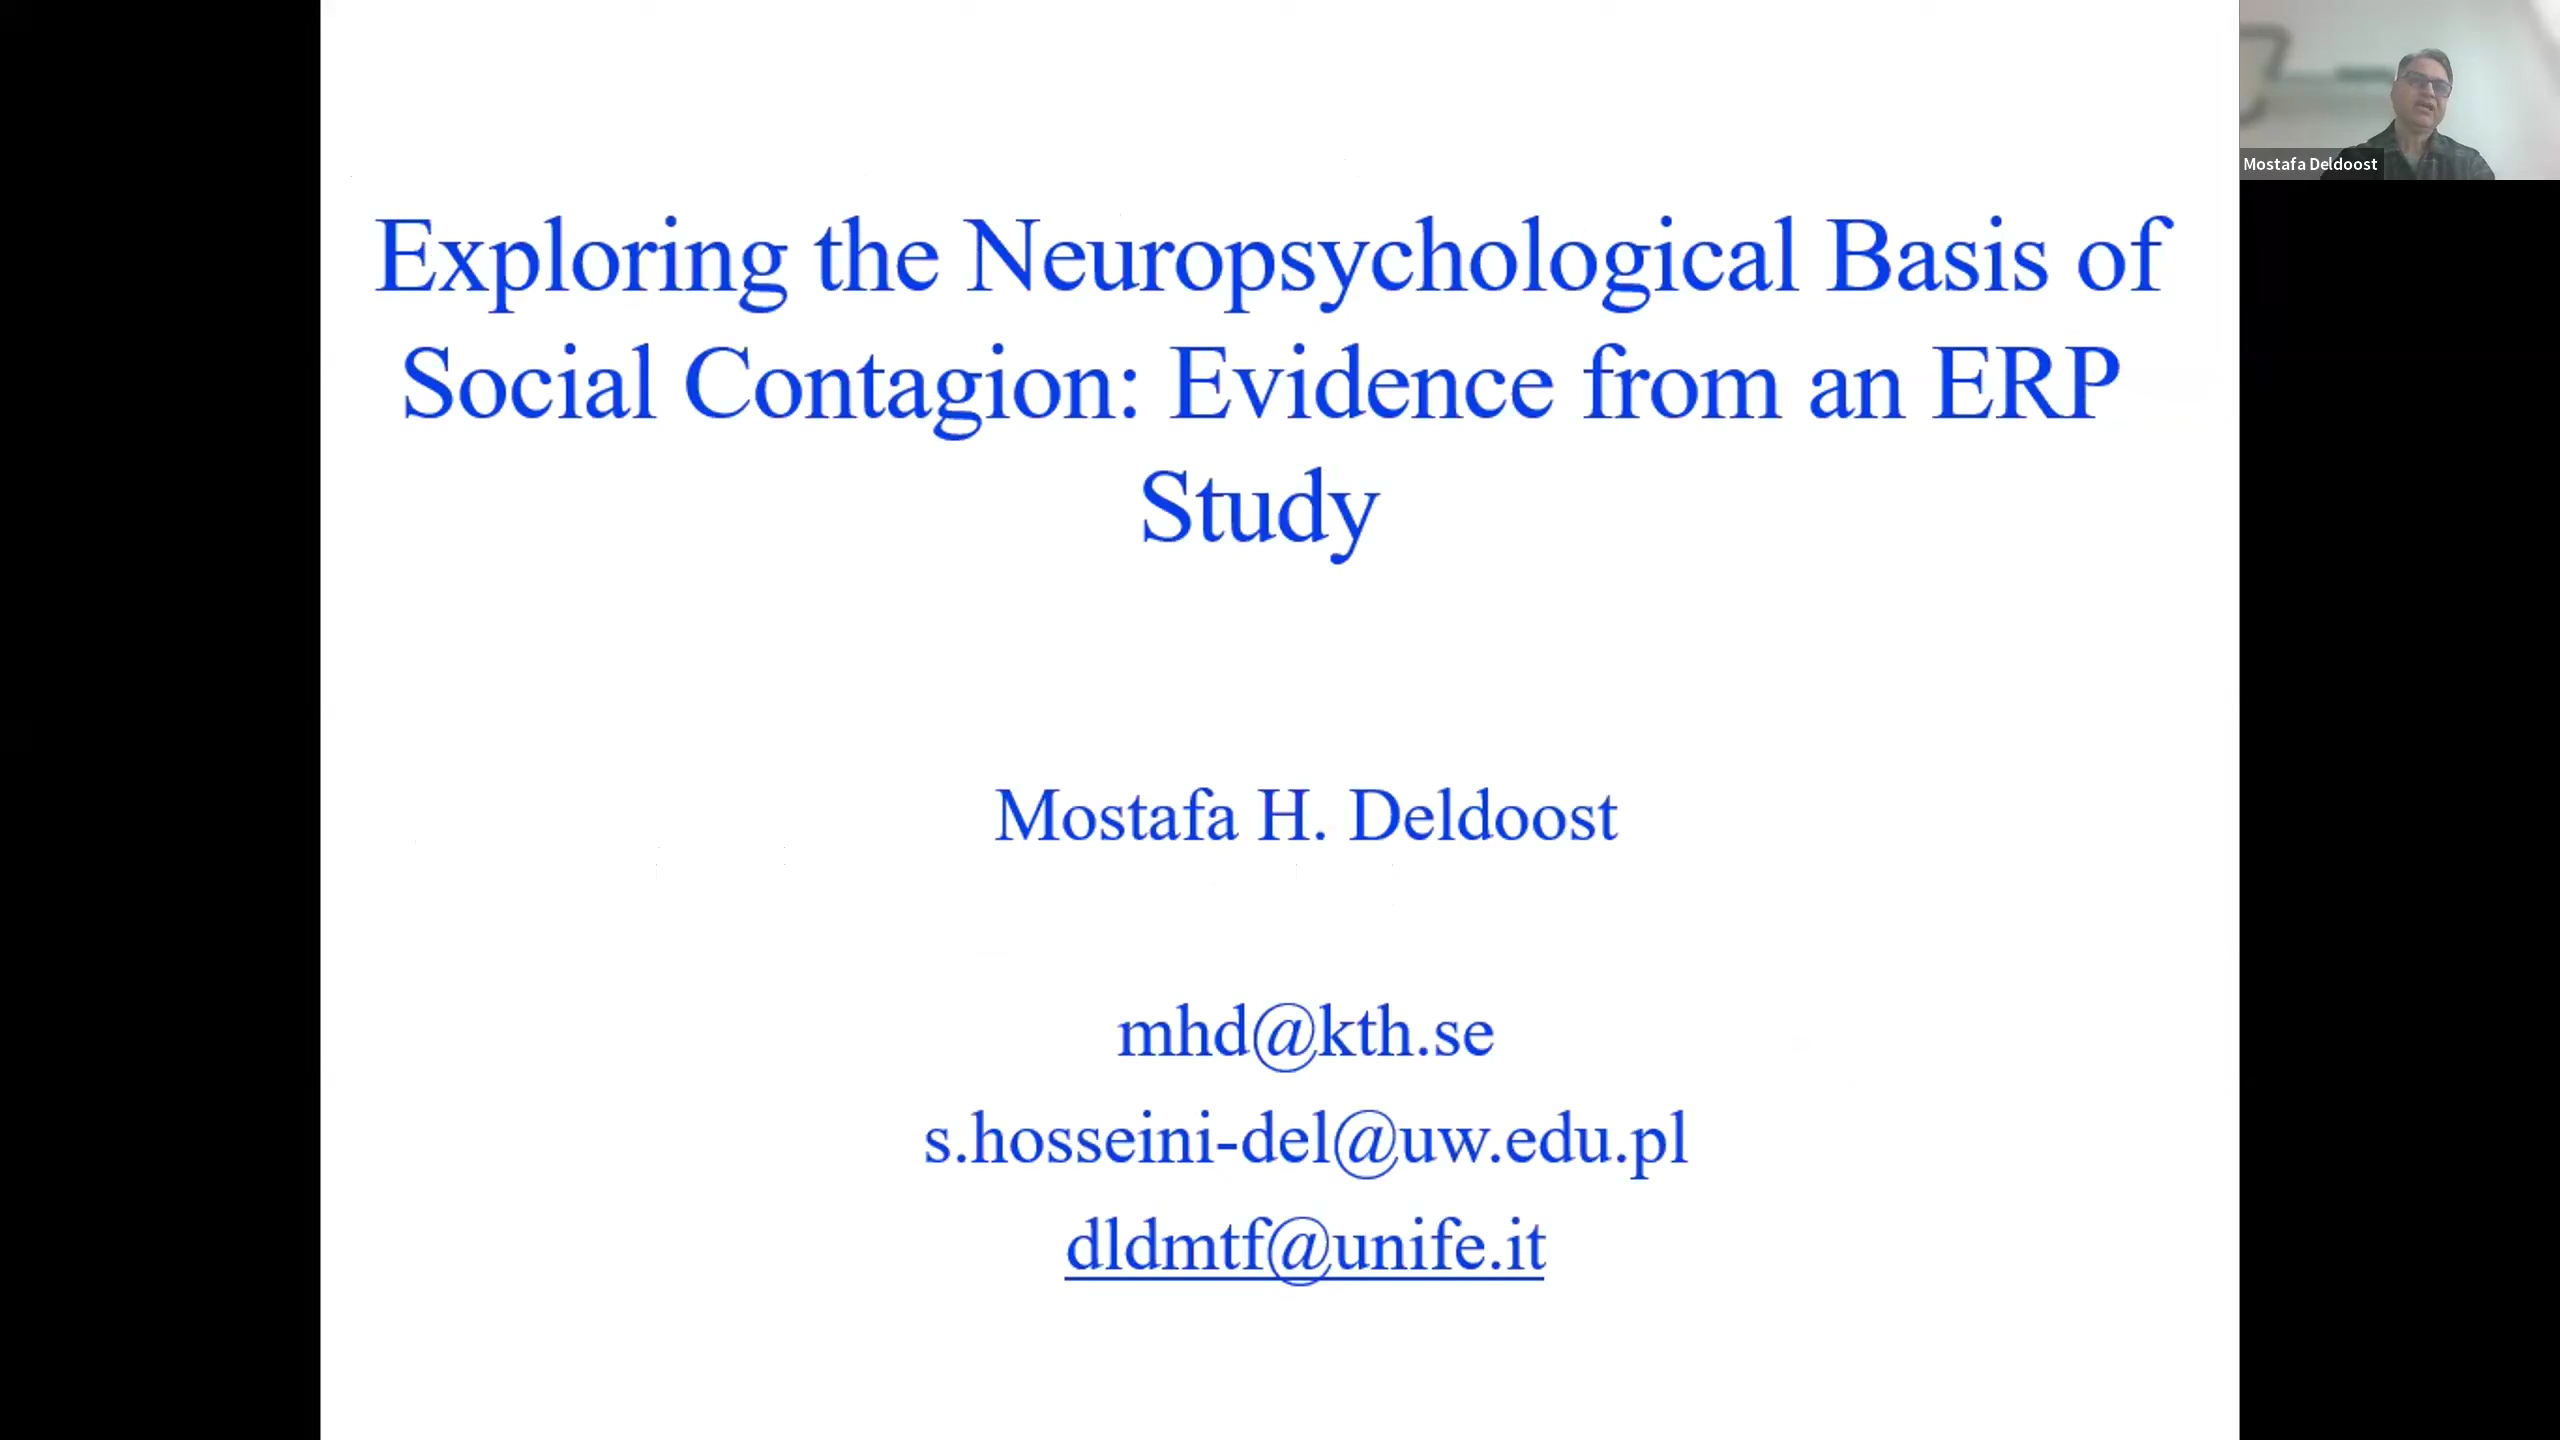 Exploring the Neuropsychological Basis of
Social Contagion: Evidence from an ERP
Study
Mostafa H. Deldoost
mhd@kth.se
s.hosseini-del@uw.edu.pl
dldmtf@unife.it
Mostafa Deldoost